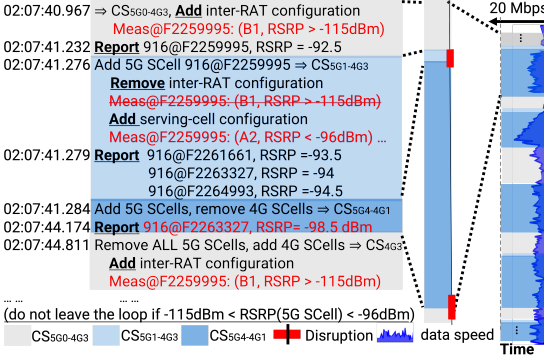 02:07:40.967 ⇒ CS5G0-4G3, Add inter-RAT configuration
Meas@F2259995: (B1, RSRP > -115dBm)
02:07:41.232 Report 916@F2259995, RSRP = -92.5
02:07:41.276 Add 5G SCell 916@F2259995 ⇒ CS5G1-4G3
Remove inter-RAT configuration
Meas@F2259995: (B1, RSRP > -115dBm)
Add serving-cell configuration
Meas@F2259995: (A2, RSRP < -96dBm) ...
02:07:41.279 Report 916@F2261661, RSRP =-93.5
916@F2263327, RSRP = -94
916@F2264993, RSRP =-94.5
02:07:41.284 Add 5G SCells, remove 4G SCells ⇒ CS5G4-4G1
02:07:44.174 Report 916@F2263327, RSRP= -98.5 dBm
02:07:44.811 Remove ALL 5G SCells, add 4G SCells ⇒ CS4G3
Add inter-RAT configuration
Meas@F2259995: (B1, RSRP > -115dBm)
... ... ... ...
(do not leave the loop if -115dBm < RSRP(5G SCell) < -96dBm)
CS5G0-4G3 CS5G1-4G3 CS5G4-4G1 Disruption data speed
20 Mbps
...
...
Time